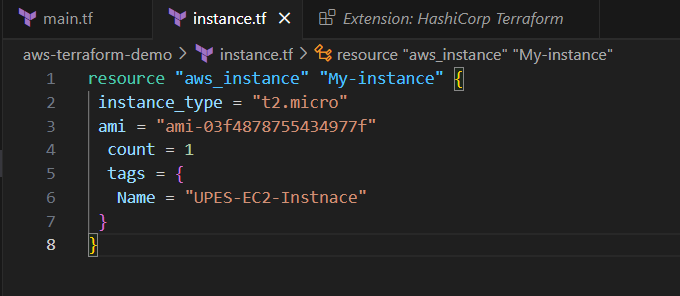 main.tf instance.tf × Extension: HashiCorp Terraform
aws-terraform-demo > instance.tf > resource "aws_instance" "My-instance"
1 resource "aws_instance" "My-instance" {
2 instance_type = "t2.micro"
3 ami = "ami-03f4878755434977f"
4 count = 1
5 tags = {
6 Name = "UPES-EC2-Instnace"
7 }
8 }